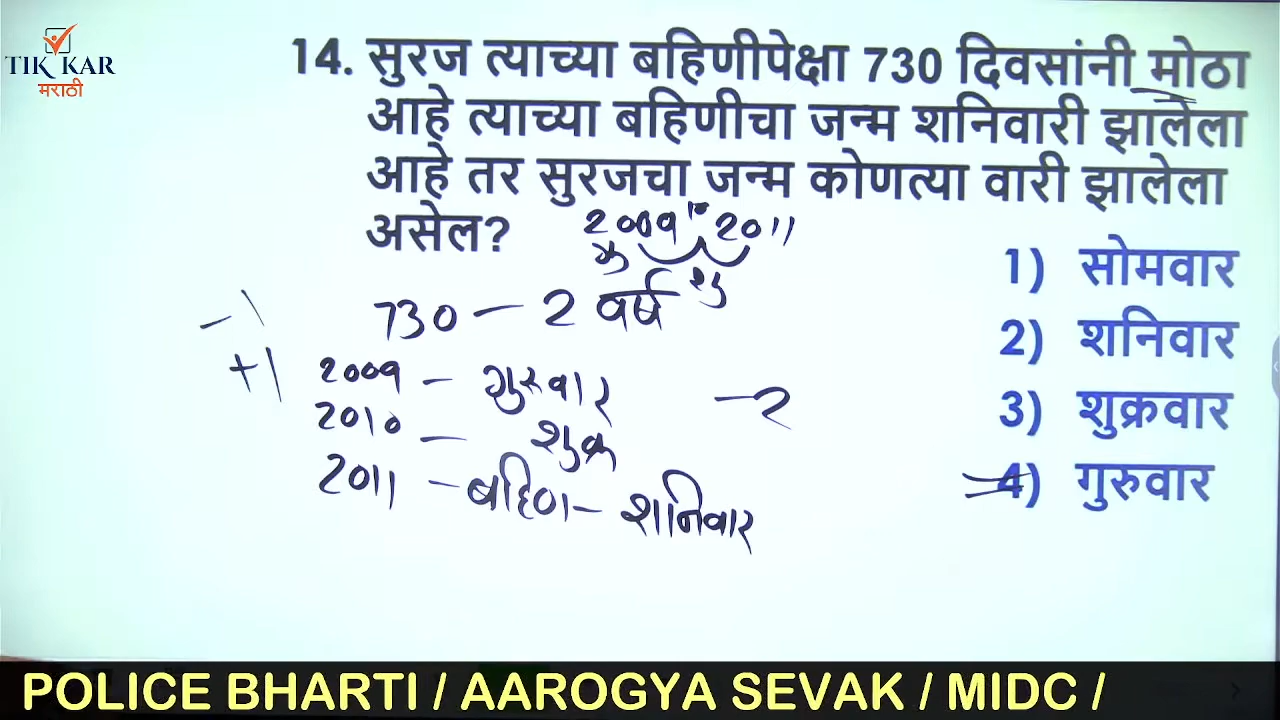 TIK KAR
मराठी
14. सुरज त्याच्या बहिणीपेक्षा 730 दिवसांनी मोठा
आहे त्याच्या बहिणीचा जन्म शनिवारी झालेला
आहे तर सुरजचा जन्म कोणत्या वारी झालेला
असेल?
1) सोमवार
2) शनिवार
3) शुक्रवार
4) गुरुवार
2009 10 2011
730 - 2 वर्ष
-1
+1
2009 - गुरुवार
2010 - शुक्र
2011 - बहिण - शनिवार
-2
POLICE BHARTI / AAROGYA SEVAK / MIDC /